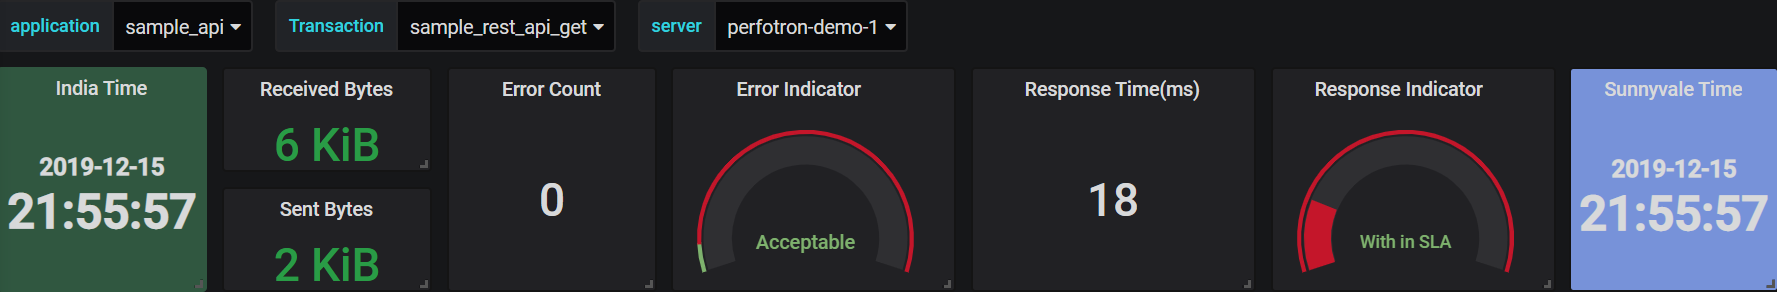 application sample_api Transaction sample_rest_api_get server perfotron-demo-1
India Time
2019-12-15
21:55:57
Received Bytes
6 KiB
Sent Bytes
2 KiB
Error Count
0
Error Indicator
Acceptable
Response Time(ms)
18
Response Indicator
With in SLA
Sunnyvale Time
2019-12-15
21:55:57